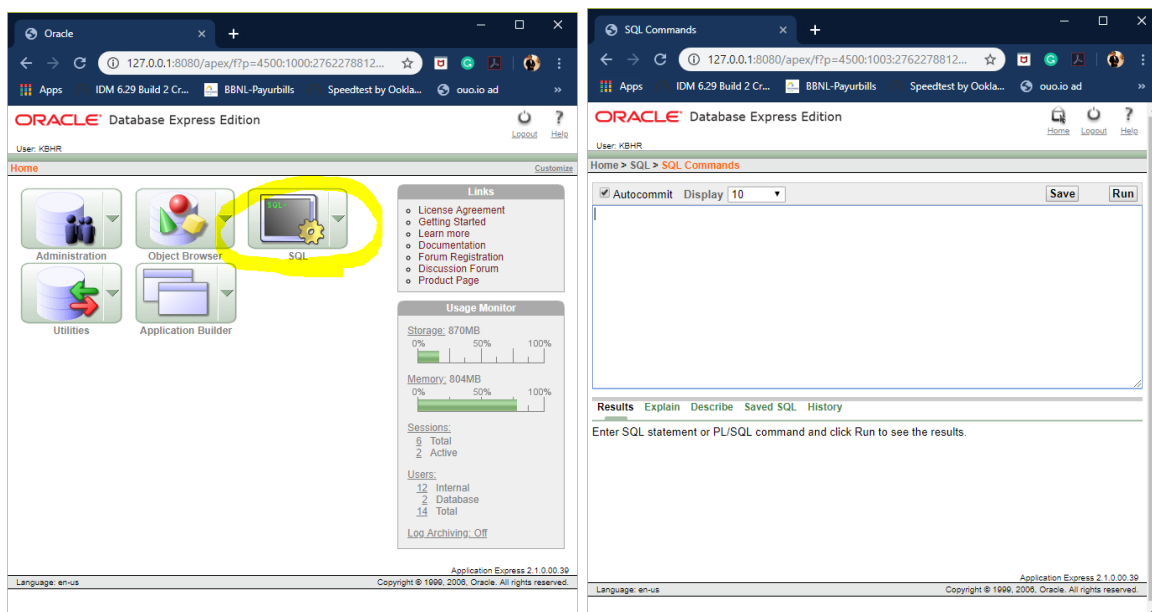 Oracle
127.0.0.1:8080/apex/f?p=4500:1000:2762278812...
Apps IDM 6.29 Build 2 Cr... BBNL-Payurbills Speedtest by Ookla... ouo.io ad »
ORACLE Database Express Edition
Logout Help
User: KBHR
Home Customize
SQL>
Administration Object Browser SQL
Utilities Application Builder
Links
License Agreement
Getting Started
Learn more
Documentation
Forum Registration
Discussion Forum
Product Page
Usage Monitor
Storage: 870MB
0% 50% 100%
Memory: 804MB
0% 50% 100%
Sessions:
6 Total
2 Active
Users:
12 Internal
2 Database
14 Total
Log Archiving: Off
Application Express 2.1.0.00.39
Language: en-us Copyright © 1999, 2006, Oracle. All rights reserved.
SQL Commands
127.0.0.1:8080/apex/f?p=4500:1003:2762278812...
Apps IDM 6.29 Build 2 Cr... BBNL-Payurbills Speedtest by Ookla... ouo.io ad »
ORACLE Database Express Edition
Home Logout Help
User: KBHR
Home > SQL > SQL Commands
Autocommit Display 10 Save Run
Results Explain Describe Saved SQL History
Enter SQL statement or PL/SQL command and click Run to see the results.
Application Express 2.1.0.00.39
Language: en-us Copyright © 1999, 2006, Oracle. All rights reserved.